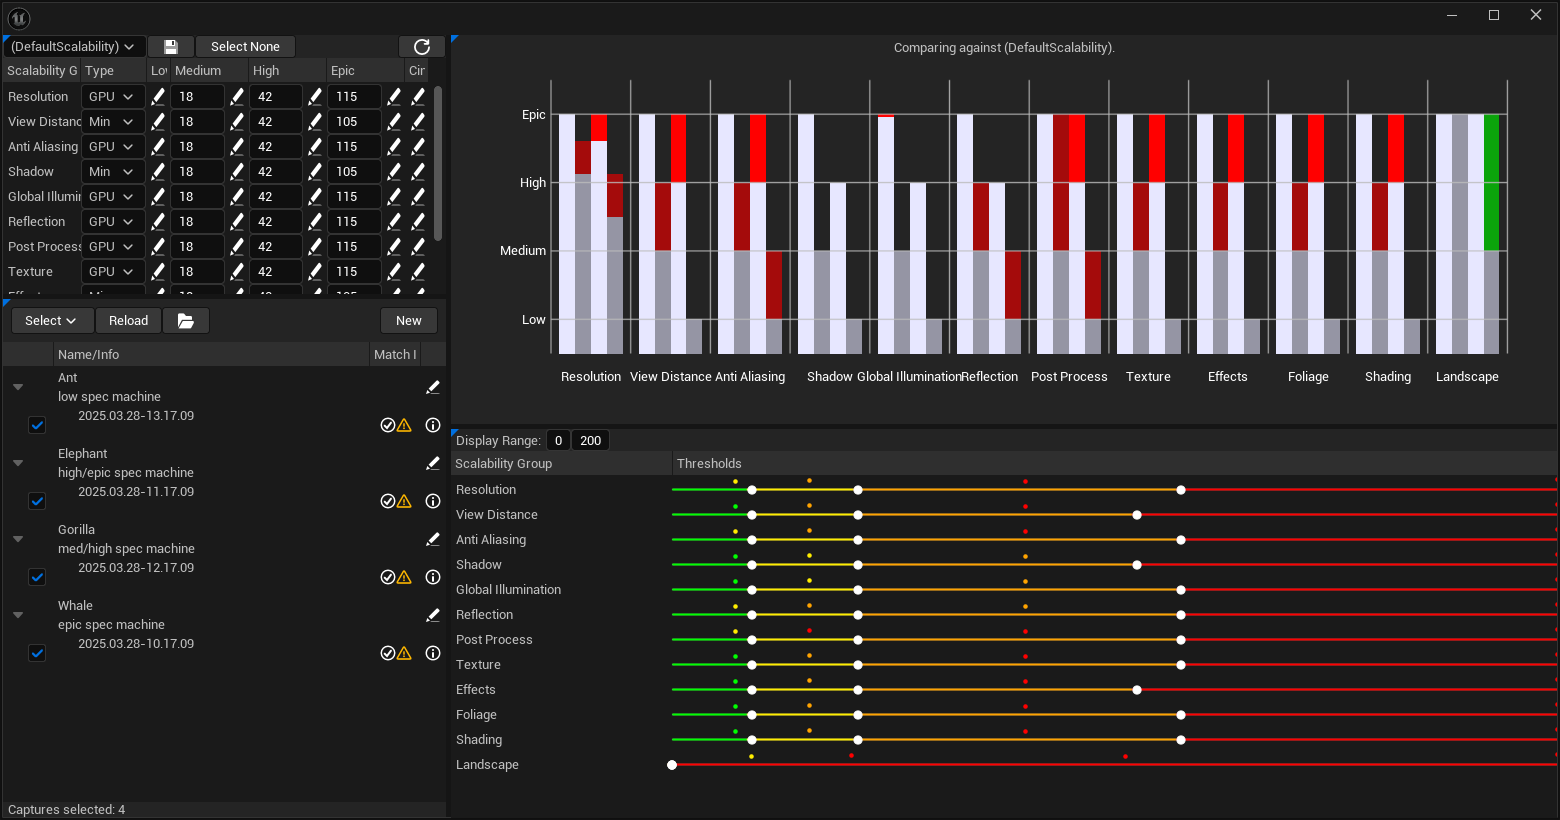 (DefaultScalability) Select None
Scalability G Type Lo Medium High Epic Cir
Resolution GPU 18 42 115
View Distanc Min 18 42 105
Anti Aliasing GPU 18 42 115
Shadow Min 18 42 105
Global Illumin GPU 18 42 115
Reflection GPU 18 42 115
Post Process GPU 18 42 115
Texture GPU 18 42 115
Select Reload New
Name/Info Match I
Ant
low spec machine
2025.03.28-13.17.09
Elephant
high/epic spec machine
2025.03.28-11.17.09
Gorilla
med/high spec machine
2025.03.28-12.17.09
Whale
epic spec machine
2025.03.28-10.17.09
Captures selected: 4
Comparing against (DefaultScalability).
Epic
High
Medium
Low
Resolution View Distance Anti Aliasing Shadow Global Illumination Reflection Post Process Texture Effects Foliage Shading Landscape
Display Range: 0 200
Scalability Group Thresholds
Resolution
View Distance
Anti Aliasing
Shadow
Global Illumination
Reflection
Post Process
Texture
Effects
Foliage
Shading
Landscape